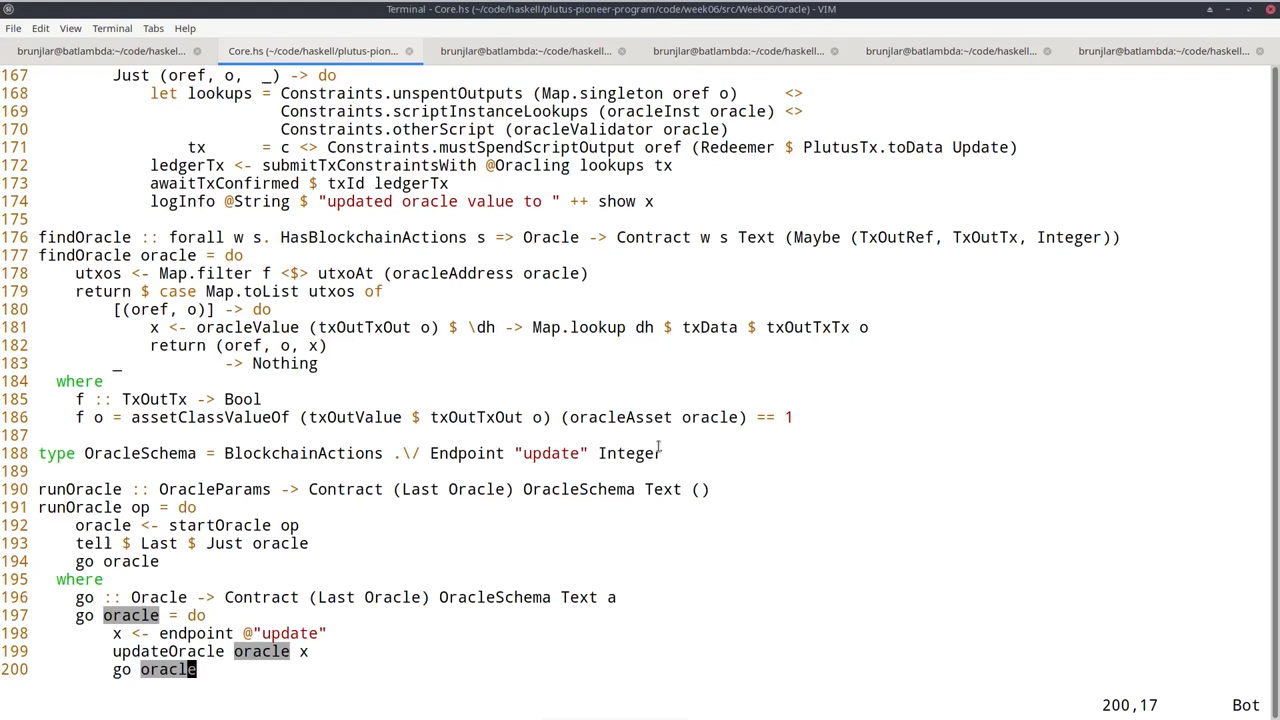 Terminal - Core.hs (~/code/haskell/plutus-pioneer-program/code/week06/src/Week06/Oracle) - VIM
File Edit View Terminal Tabs Help
brunjlar@batlambda:~/code/haskell... Core.hs (~/code/haskell/plutus-pion... brunjlar@batlambda:~/code/haskell... brunjlar@batlambda:~/code/haskell... brunjlar@batlambda:~/code/haskell... brunjlar@batlambda:~/code/haskell...
167         Just (oref, o,  _) -> do
168             let lookups = Constraints.unspentOutputs (Map.singleton oref o)     <>
169                           Constraints.scriptInstanceLookups (oracleInst oracle) <>
170                           Constraints.otherScript (oracleValidator oracle)
171                 tx      = c <> Constraints.mustSpendScriptOutput oref (Redeemer $ PlutusTx.toData Update)
172             ledgerTx <- submitTxConstraintsWith @Oracling lookups tx
173             awaitTxConfirmed $ txId ledgerTx
174             logInfo @String $ "updated oracle value to " ++ show x
175
176 findOracle :: forall w s. HasBlockchainActions s => Oracle -> Contract w s Text (Maybe (TxOutRef, TxOutTx, Integer))
177 findOracle oracle = do
178     utxos <- Map.filter f <$> utxoAt (oracleAddress oracle)
179     return $ case Map.toList utxos of
180         [(oref, o)] -> do
181             x <- oracleValue (txOutTxOut o) $ \dh -> Map.lookup dh $ txData $ txOutTxTx o
182             return (oref, o, x)
183         _           -> Nothing
184   where
185     f :: TxOutTx -> Bool
186     f o = assetClassValueOf (txOutValue $ txOutTxOut o) (oracleAsset oracle) == 1
187
188 type OracleSchema = BlockchainActions .\/ Endpoint "update" Integer
189
190 runOracle :: OracleParams -> Contract (Last Oracle) OracleSchema Text ()
191 runOracle op = do
192     oracle <- startOracle op
193     tell $ Last $ Just oracle
194     go oracle
195   where
196     go :: Oracle -> Contract (Last Oracle) OracleSchema Text a
197     go oracle = do
198         x <- endpoint @"update"
199         updateOracle oracle x
200         go oracle
200,17 Bot